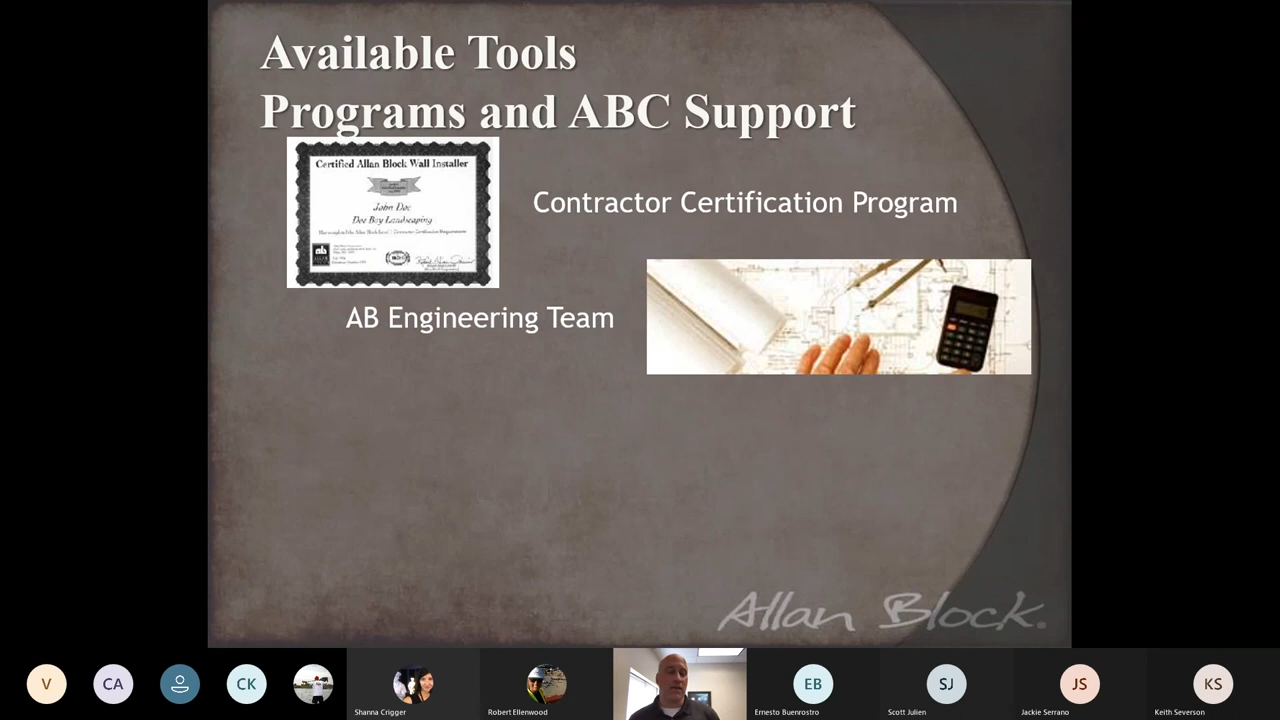 Available Tools
Programs and ABC Support
Certified Allan Block Wall Installer
John Doe
Doe Boy Landscaping
Contractor Certification Program
AB Engineering Team
Allan Block.
V
CA
CK
Shanna Crigger
Robert Ellenwood
EB
Ernesto Buenrostro
SJ
Scott Julien
JS
Jackie Serrano
KS
Keith Severson